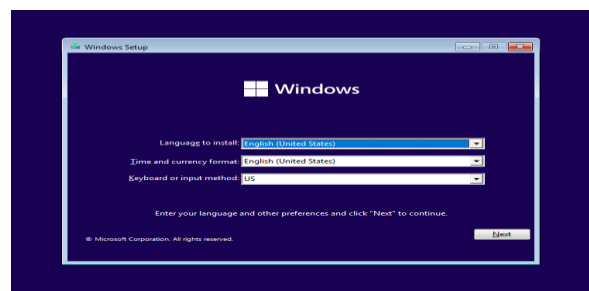 Windows Setup
Windows
Language to install: English (United States)
Time and currency format: English (United States)
Keyboard or input method: US
Enter your language and other preferences and click "Next" to continue.
© Microsoft Corporation. All rights reserved.
Next